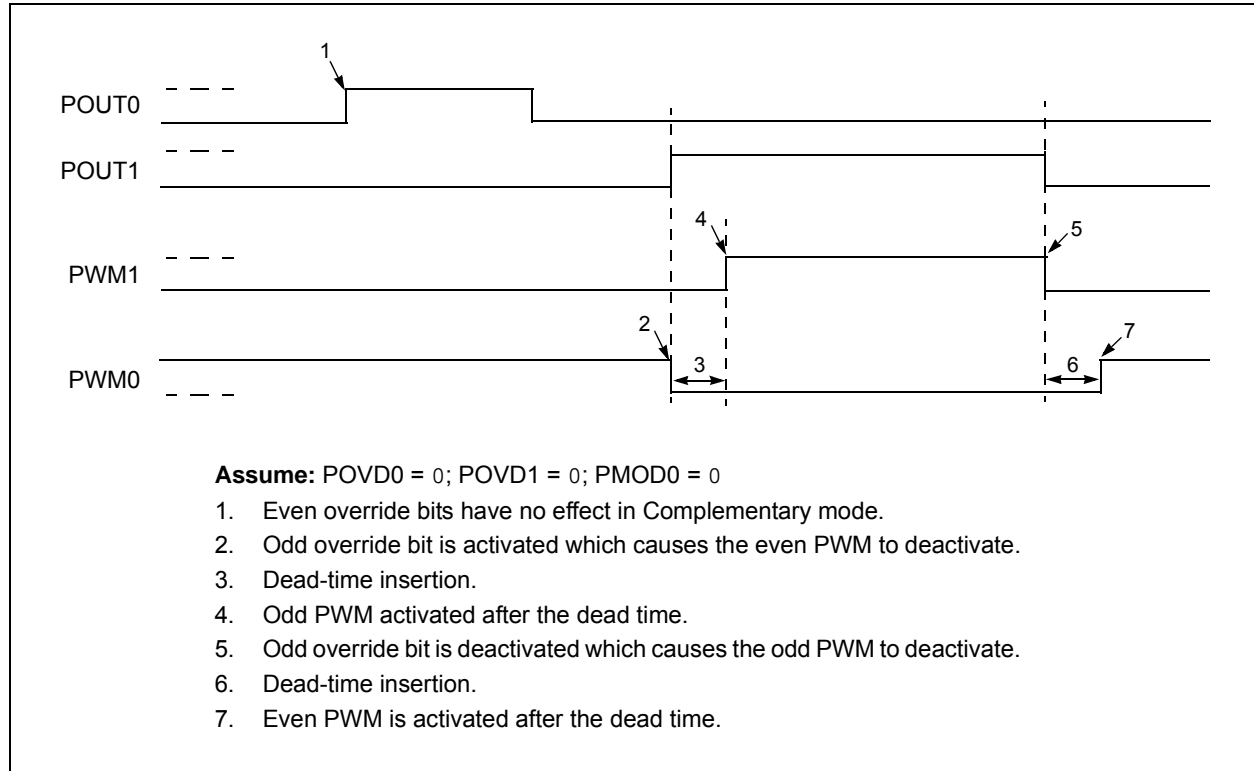 1
POUT0
POUT1
4
5
PWM1
2
7
PWM0
3
6
Assume: POVD0 = 0; POVD1 = 0; PMOD0 = 0
1. Even override bits have no effect in Complementary mode.
2. Odd override bit is activated which causes the even PWM to deactivate.
3. Dead-time insertion.
4. Odd PWM activated after the dead time.
5. Odd override bit is deactivated which causes the odd PWM to deactivate.
6. Dead-time insertion.
7. Even PWM is activated after the dead time.